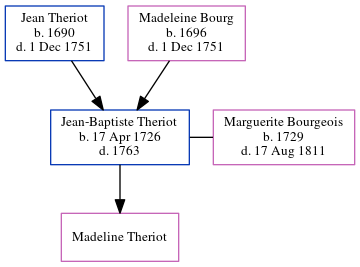 Jean Theriot
b. 1690
d. 1 Dec 1751
Madeleine Bourg
b. 1696
d. 1 Dec 1751
Jean-Baptiste Theriot
b. 17 Apr 1726
d. 1763
Marguerite Bourgeois
b. 1729
d. 17 Aug 1811
Madeline Theriot